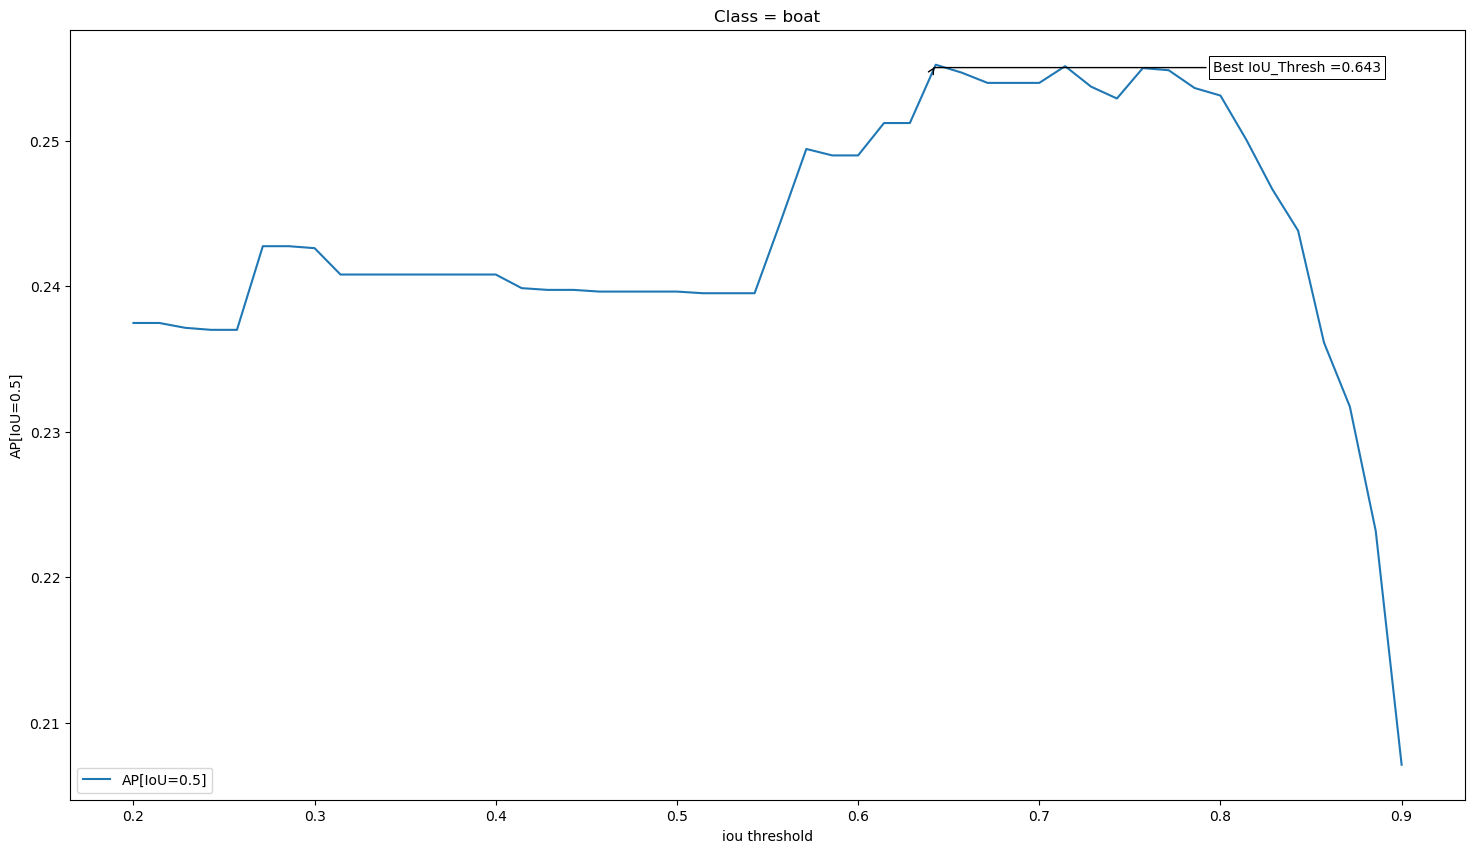 Class = boat
Best IoU_Thresh =0.643
AP[IoU=0.5]
0.25
0.24
0.23
0.22
0.21
AP[IoU=0.5]
0.2 0.3 0.4 0.5 0.6 0.7 0.8 0.9
iou threshold